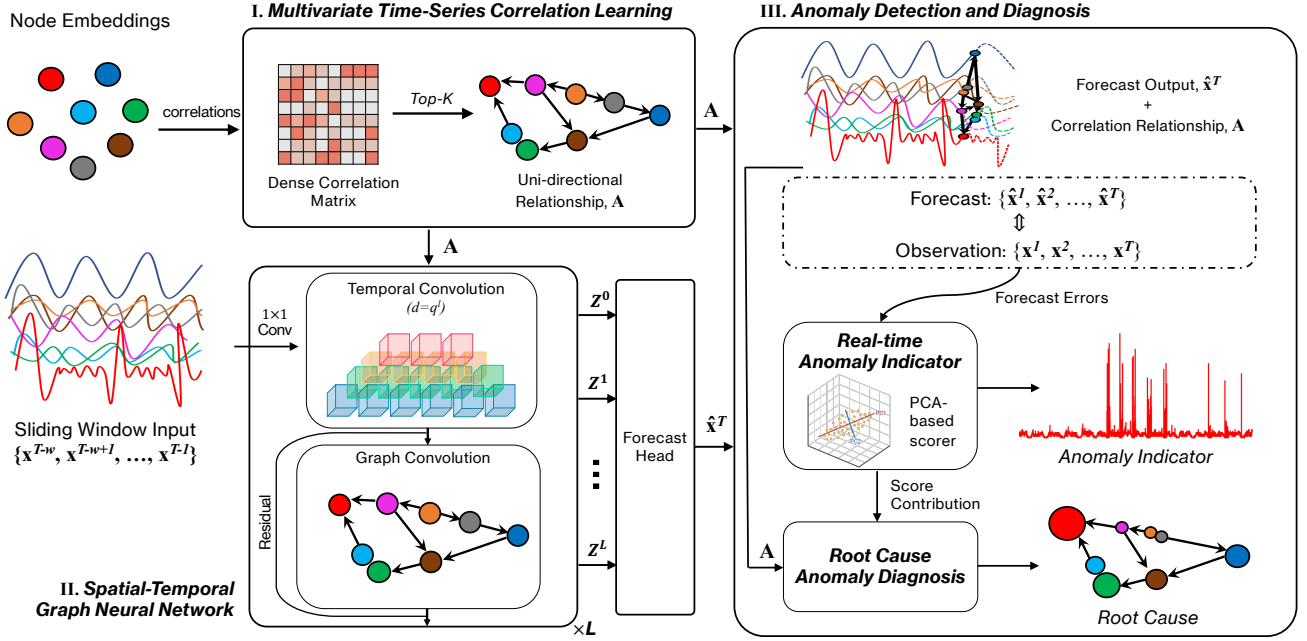 Node Embeddings
correlations
I. Multivariate Time-Series Correlation Learning
Top-K
Dense Correlation
Matrix
Uni-directional
Relationship, A
A
A
Sliding Window Input
{x^{T-w}, x^{T-w+1}, …, x^{T-1}}
1×1
Conv
Temporal Convolution
(d=q^l)
Graph Convolution
Residual
II. Spatial-Temporal
Graph Neural Network
×L
Z^0
Z^1
Z^L
Forecast
Head
x̂^T
III. Anomaly Detection and Diagnosis
Forecast Output, x̂^T
+
Correlation Relationship, A
Forecast: {x̂^1, x̂^2, …, x̂^T}
⇕
Observation: {x^1, x^2, …, x^T}
Forecast Errors
Real-time
Anomaly Indicator
PC1
PC2
PCA-
based
scorer
Anomaly Indicator
Score
Contribution
A
Root Cause
Anomaly Diagnosis
Root Cause